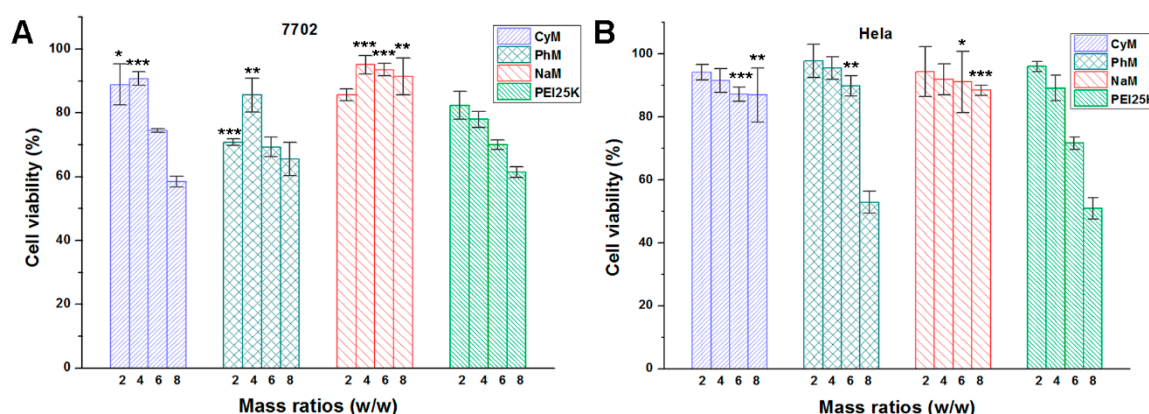 A
7702
CyM
PhM
NaM
PEI25K
Cell viability (%)
100
80
60
40
20
0
* *** *** ** *** *** **
2 4 6 8 2 4 6 8 2 4 6 8 2 4 6 8
Mass ratios (w/w)
B
Hela
CyM
PhM
NaM
PEI25K
Cell viability (%)
100
80
60
40
20
0
*** ** ** * ***
2 4 6 8 2 4 6 8 2 4 6 8 2 4 6 8
Mass ratios (w/w)